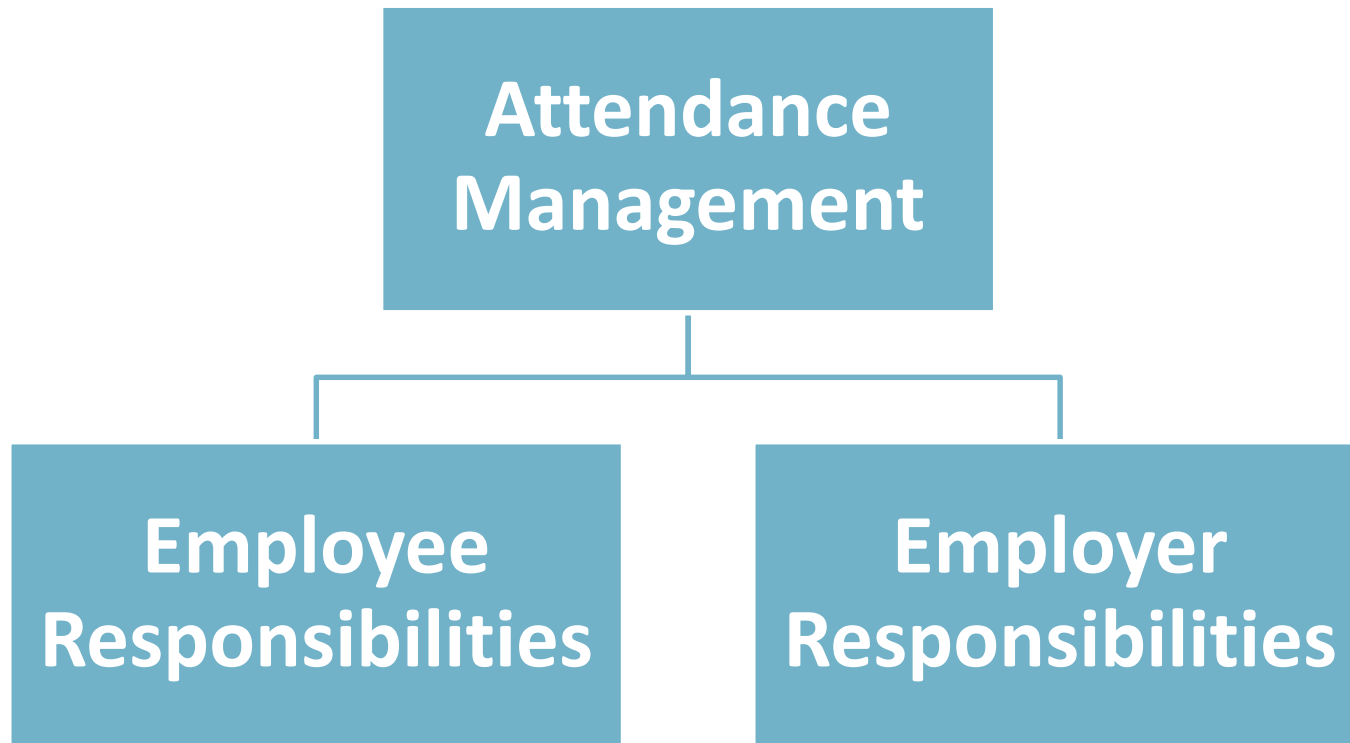 Attendance
Management
Employee
Responsibilities
Employer
Responsibilities